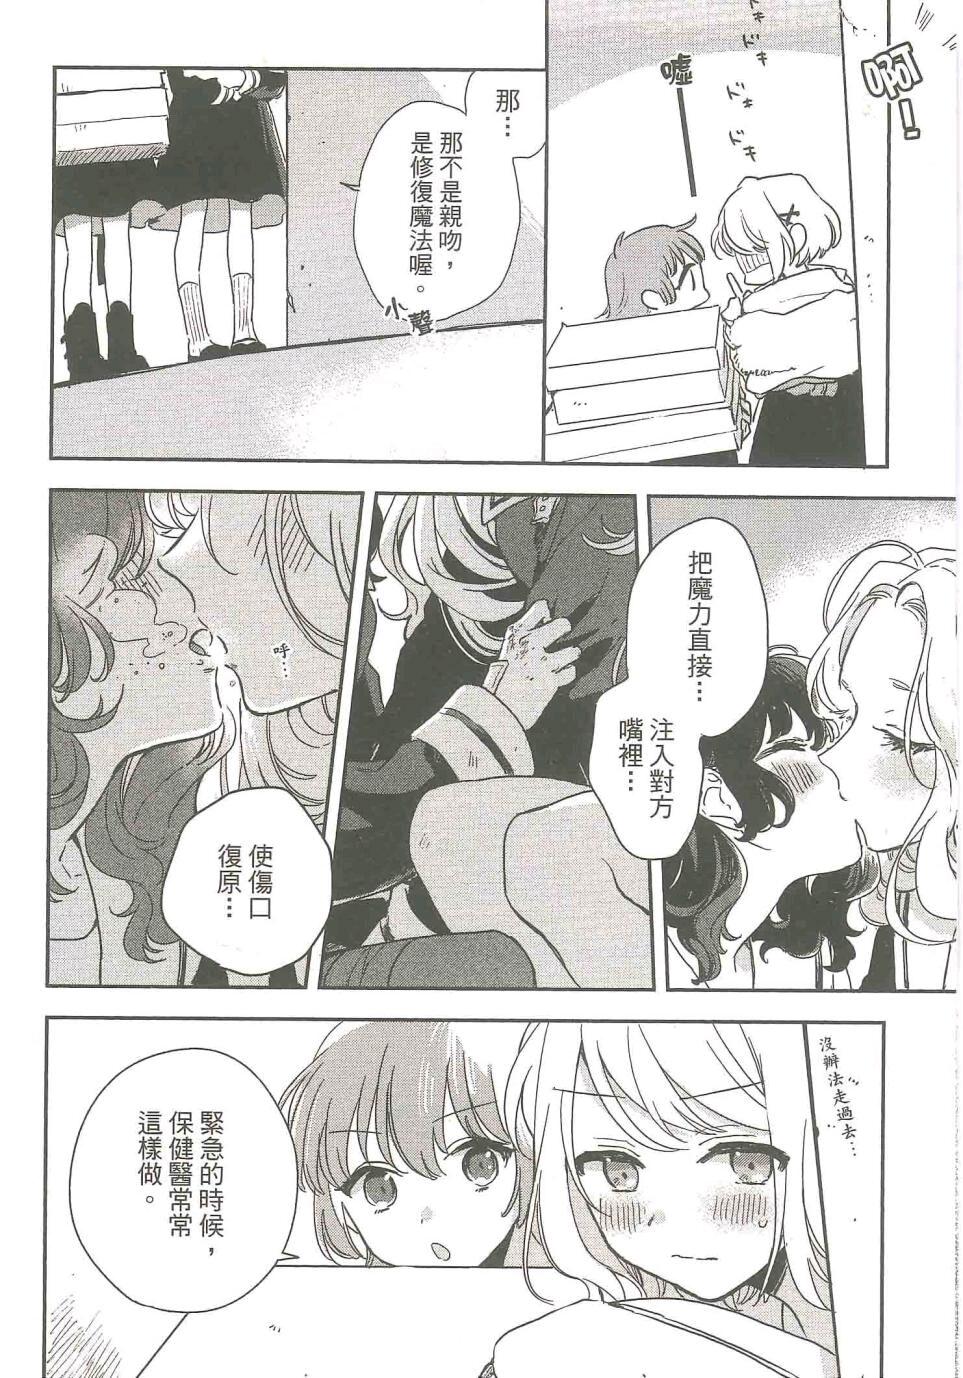 ドキ
ドキ
ドキ
ドキ
噓
那…
那不是親吻，
是修復魔法喔。
小聲
把魔力直接…
注入對方
嘴裡…
呼…
使傷口
復原…
沒辦法走過去…
緊急的時候，
保健醫常常
這樣做。